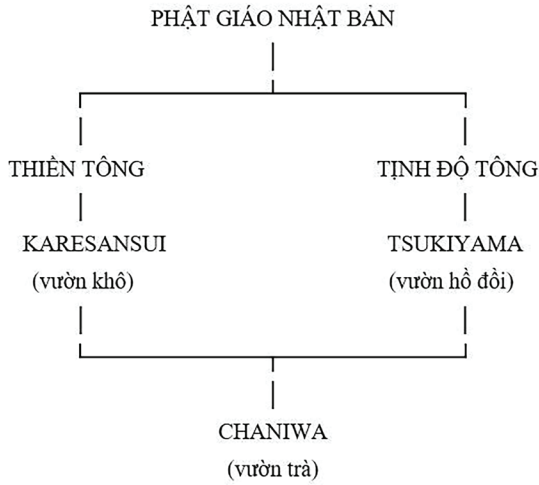 PHẬT GIÁO NHẬT BẢN
THIỀN TÔNG
TỊNH ĐỘ TÔNG
KARESANSUI
(vườn khô)
TSUKIYAMA
(vườn hồ đồi)
CHANIWA
(vườn trà)